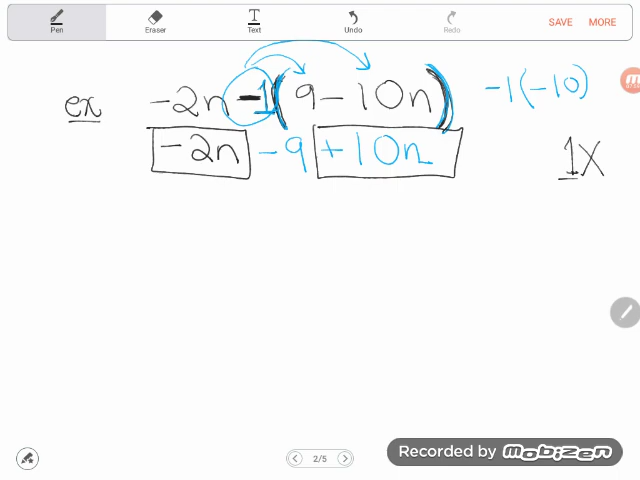 Pen
Eraser
Text
Undo
Redo
SAVE
MORE
ex
-2n -1(9-10n)
-1(-10)
-2n -9 +10n
1X
2/5
Recorded by mobizen